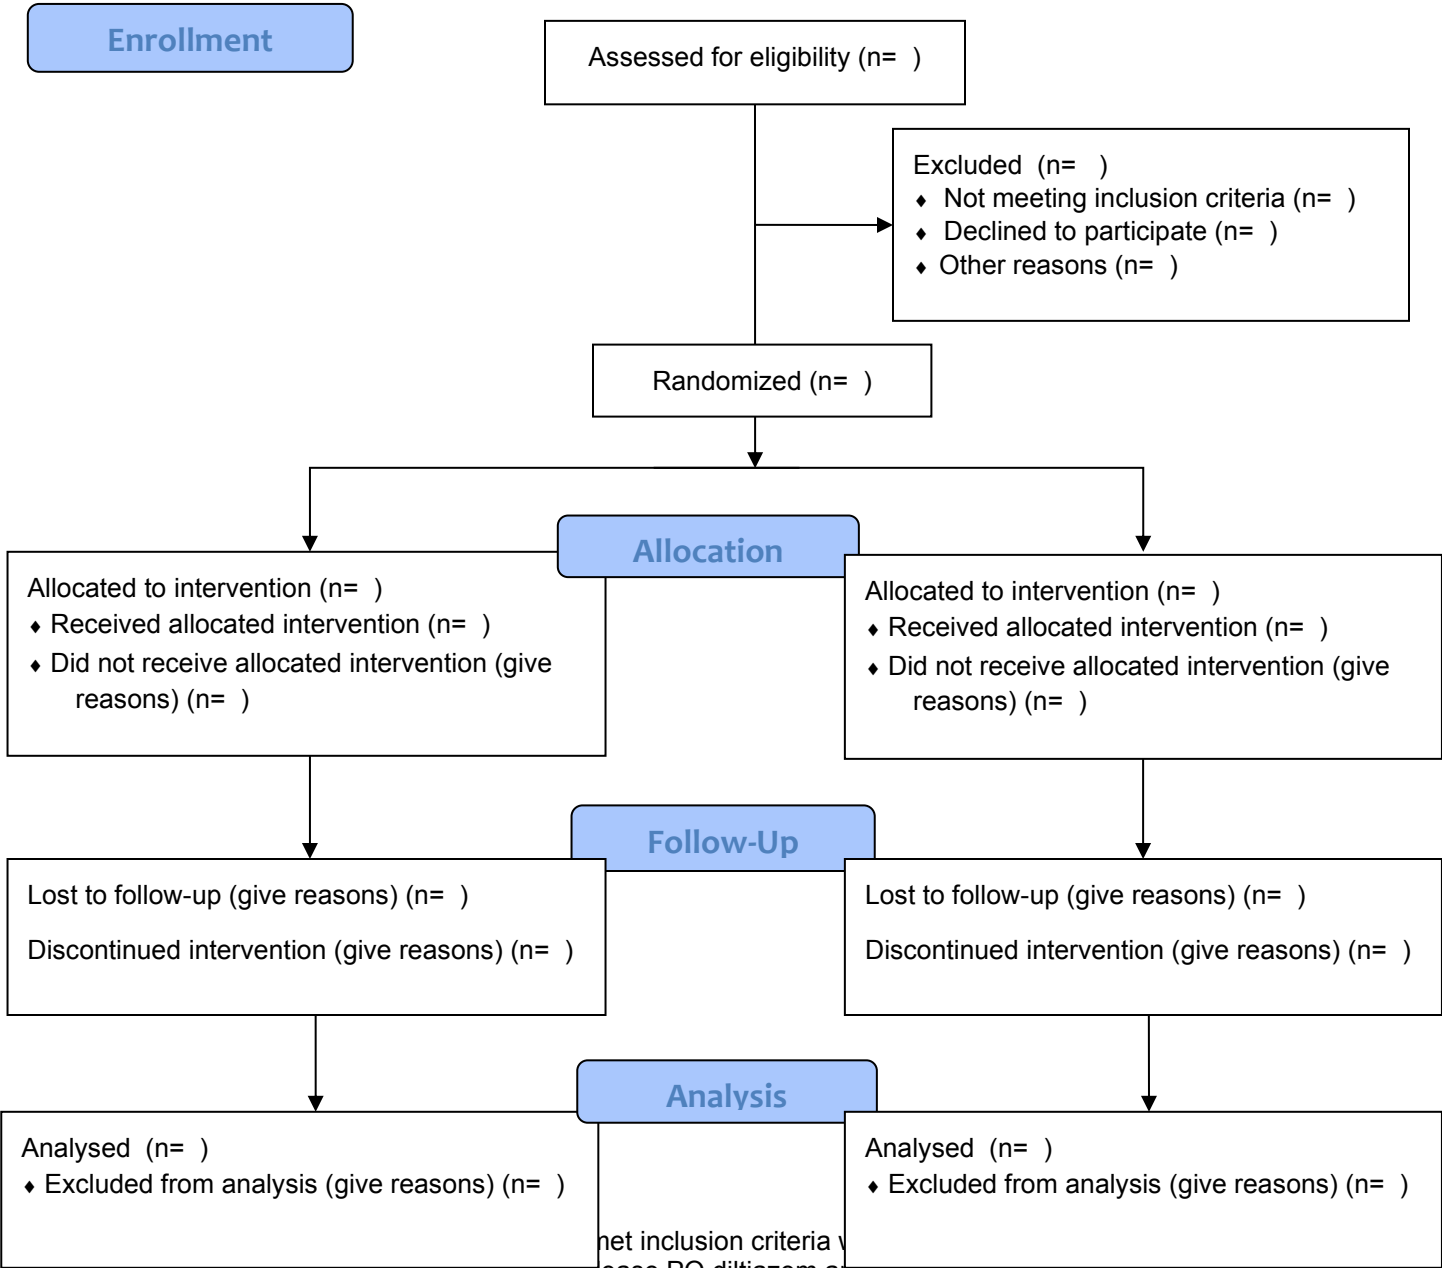 Enrollment
Assessed for eligibility (n=  )
Excluded  (n=   )
♦ Not meeting inclusion criteria (n=  )
♦ Declined to participate (n=  )
♦ Other reasons (n=  )
Randomized (n=  )
Allocation
Allocated to intervention (n=  )
♦ Received allocated intervention (n=  )
♦ Did not receive allocated intervention (give
reasons) (n=  )
Allocated to intervention (n=  )
♦ Received allocated intervention (n=  )
♦ Did not receive allocated intervention (give
reasons) (n=  )
Follow-Up
Lost to follow-up (give reasons) (n=  )
Discontinued intervention (give reasons) (n=  )
Lost to follow-up (give reasons) (n=  )
Discontinued intervention (give reasons) (n=  )
Analysis
Analysed  (n=  )
♦ Excluded from analysis (give reasons) (n=  )
Analysed  (n=  )
♦ Excluded from analysis (give reasons) (n=  )
inclusion criteria
PO diltiazem